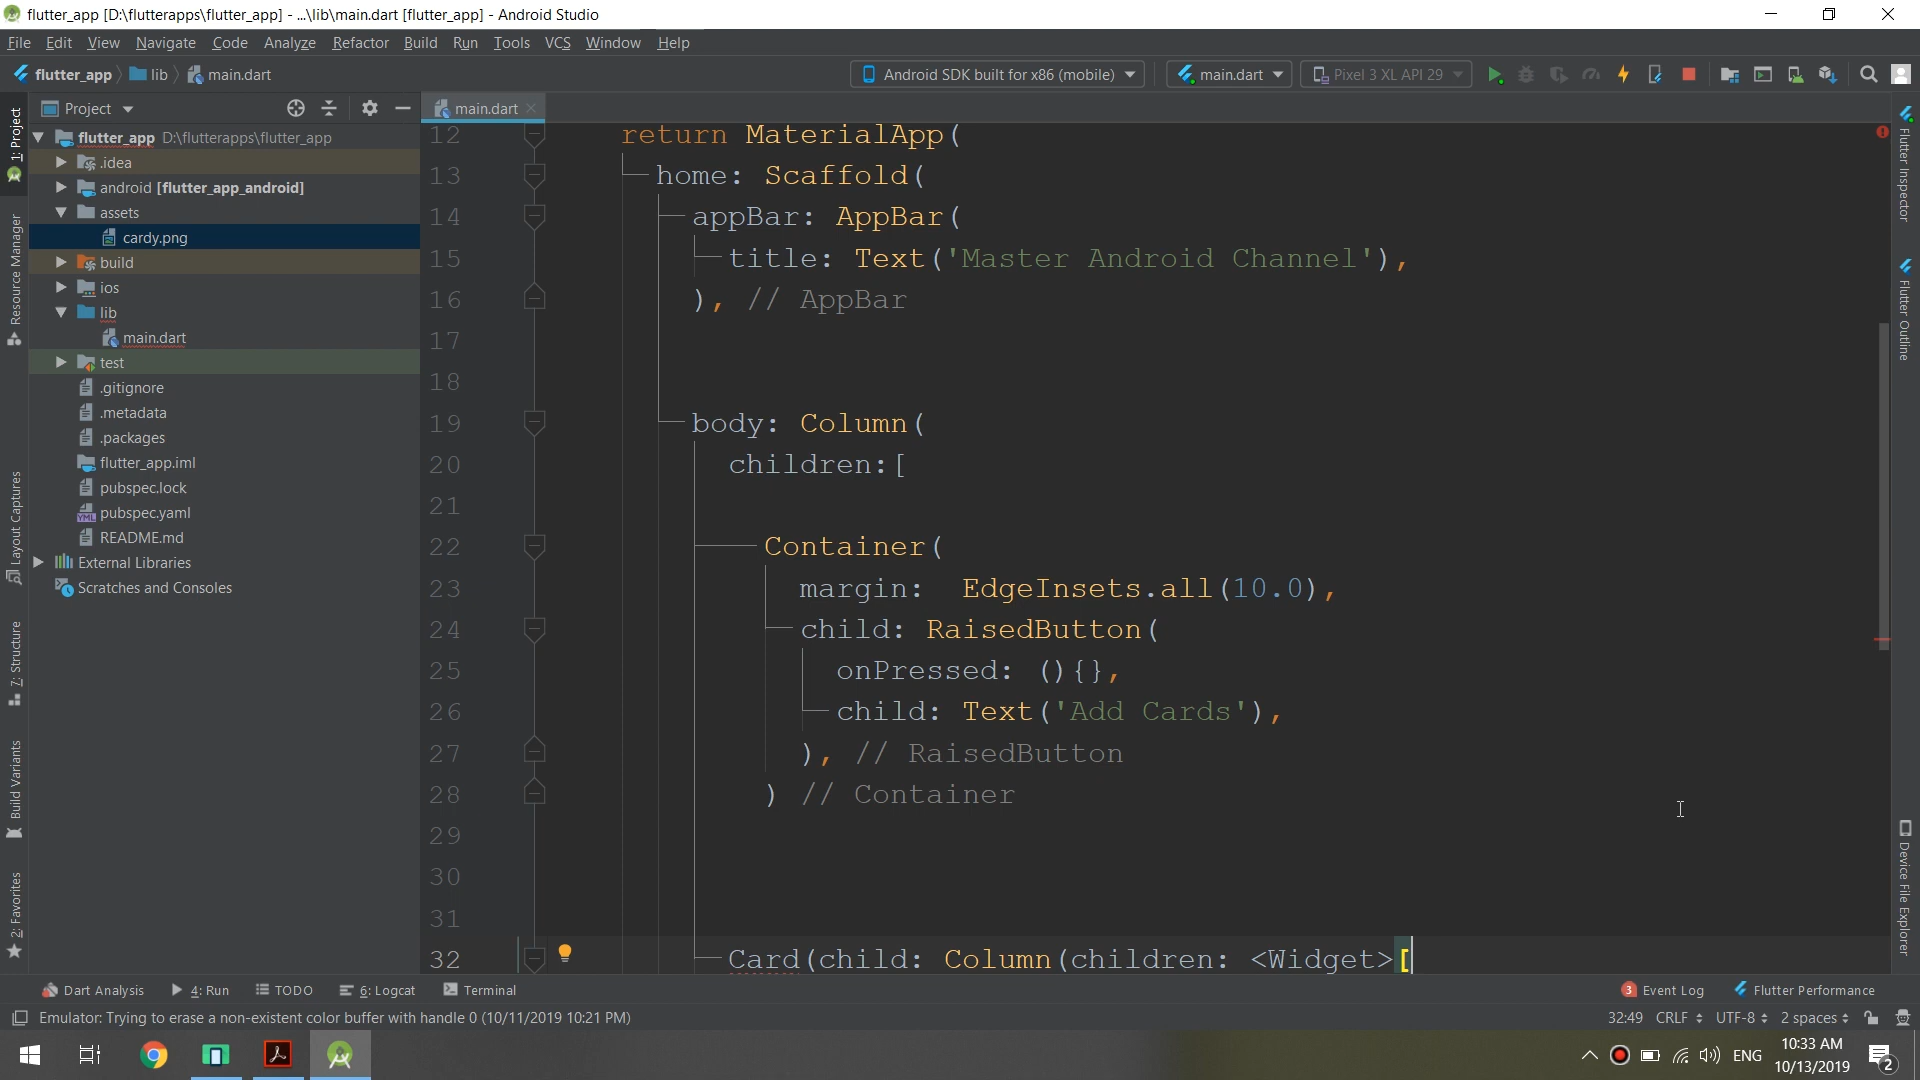 flutter_app [D:\flutterapps\flutter_app] - ...\lib\main.dart [flutter_app] - Android Studio
File Edit View Navigate Code Analyze Refactor Build Run Tools VCS Window Help
flutter_app lib main.dart Android SDK built for x86 (mobile) main.dart Pixel 3 XL API 29
Project main.dart
flutter_app D:\flutterapps\flutter_app
.idea
android [flutter_app_android]
assets
cardy.png
build
ios
lib
main.dart
test
.gitignore
.metadata
.packages
flutter_app.iml
pubspec.lock
pubspec.yaml
README.md
External Libraries
Scratches and Consoles
1: Project
Resource Manager
Layout Captures
7: Structure
Build Variants
2: Favorites
12 return MaterialApp(
13 home: Scaffold(
14 appBar: AppBar(
15 title: Text('Master Android Channel'),
16 ), // AppBar
17
18
19 body: Column(
20 children:[
21
22 Container(
23 margin: EdgeInsets.all(10.0),
24 child: RaisedButton(
25 onPressed: (){},
26 child: Text('Add Cards'),
27 ), // RaisedButton
28 ) // Container
29
30
31
32 Card(child: Column(children: <Widget>[
Flutter Inspector
Flutter Outline
Device File Explorer
Dart Analysis 4: Run TODO 6: Logcat Terminal 3 Event Log Flutter Performance
Emulator: Trying to erase a non-existent color buffer with handle 0 (10/11/2019 10:21 PM) 32:49 CRLF UTF-8 2 spaces
ENG 10:33 AM
10/13/2019 2